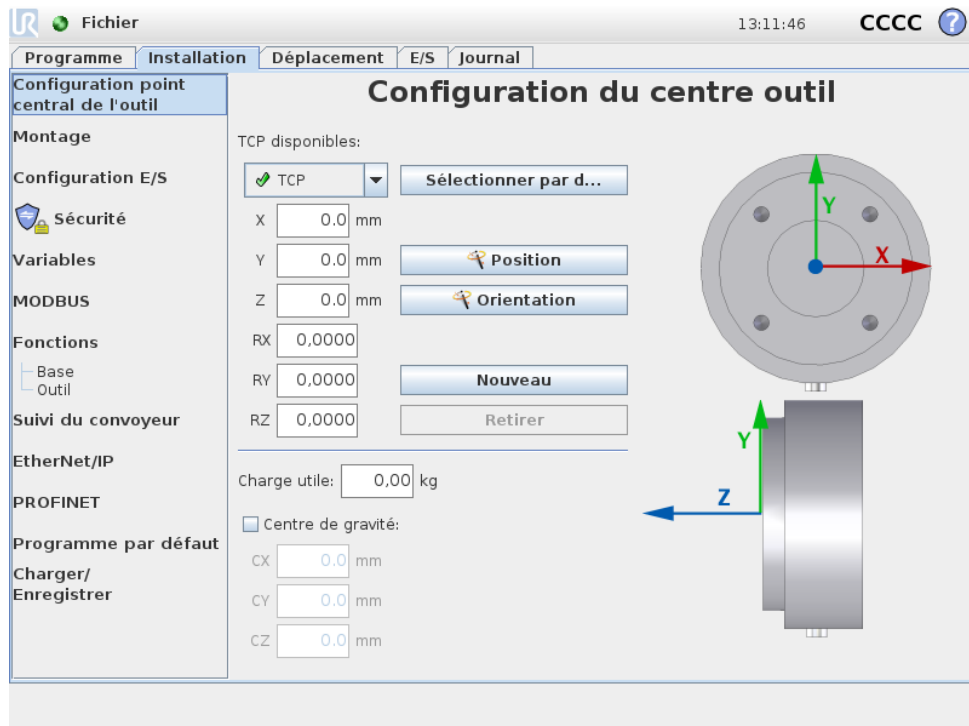 UR Fichier 13:11:46 CCCC ?
Programme Installation Déplacement E/S Journal
Configuration point
central de l'outil
Montage
Configuration E/S
Sécurité
Variables
MODBUS
Fonctions
Base
Outil
Suivi du convoyeur
EtherNet/IP
PROFINET
Programme par défaut
Charger/
Enregistrer
Configuration du centre outil
TCP disponibles:
TCP Sélectionner par d...
X 0.0 mm
Y 0.0 mm Position
Z 0.0 mm Orientation
RX 0,0000
RY 0,0000 Nouveau
RZ 0,0000 Retirer
Charge utile: 0,00 kg
Centre de gravité:
CX 0.0 mm
CY 0.0 mm
CZ 0.0 mm
Y
X
Y
Z